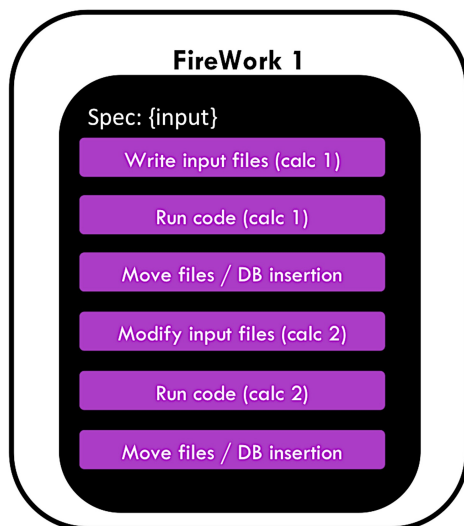 FireWork 1
Spec: {input}
Write input files (calc 1)
Run code (calc 1)
Move files / DB insertion
Modify input files (calc 2)
Run code (calc 2)
Move files / DB insertion